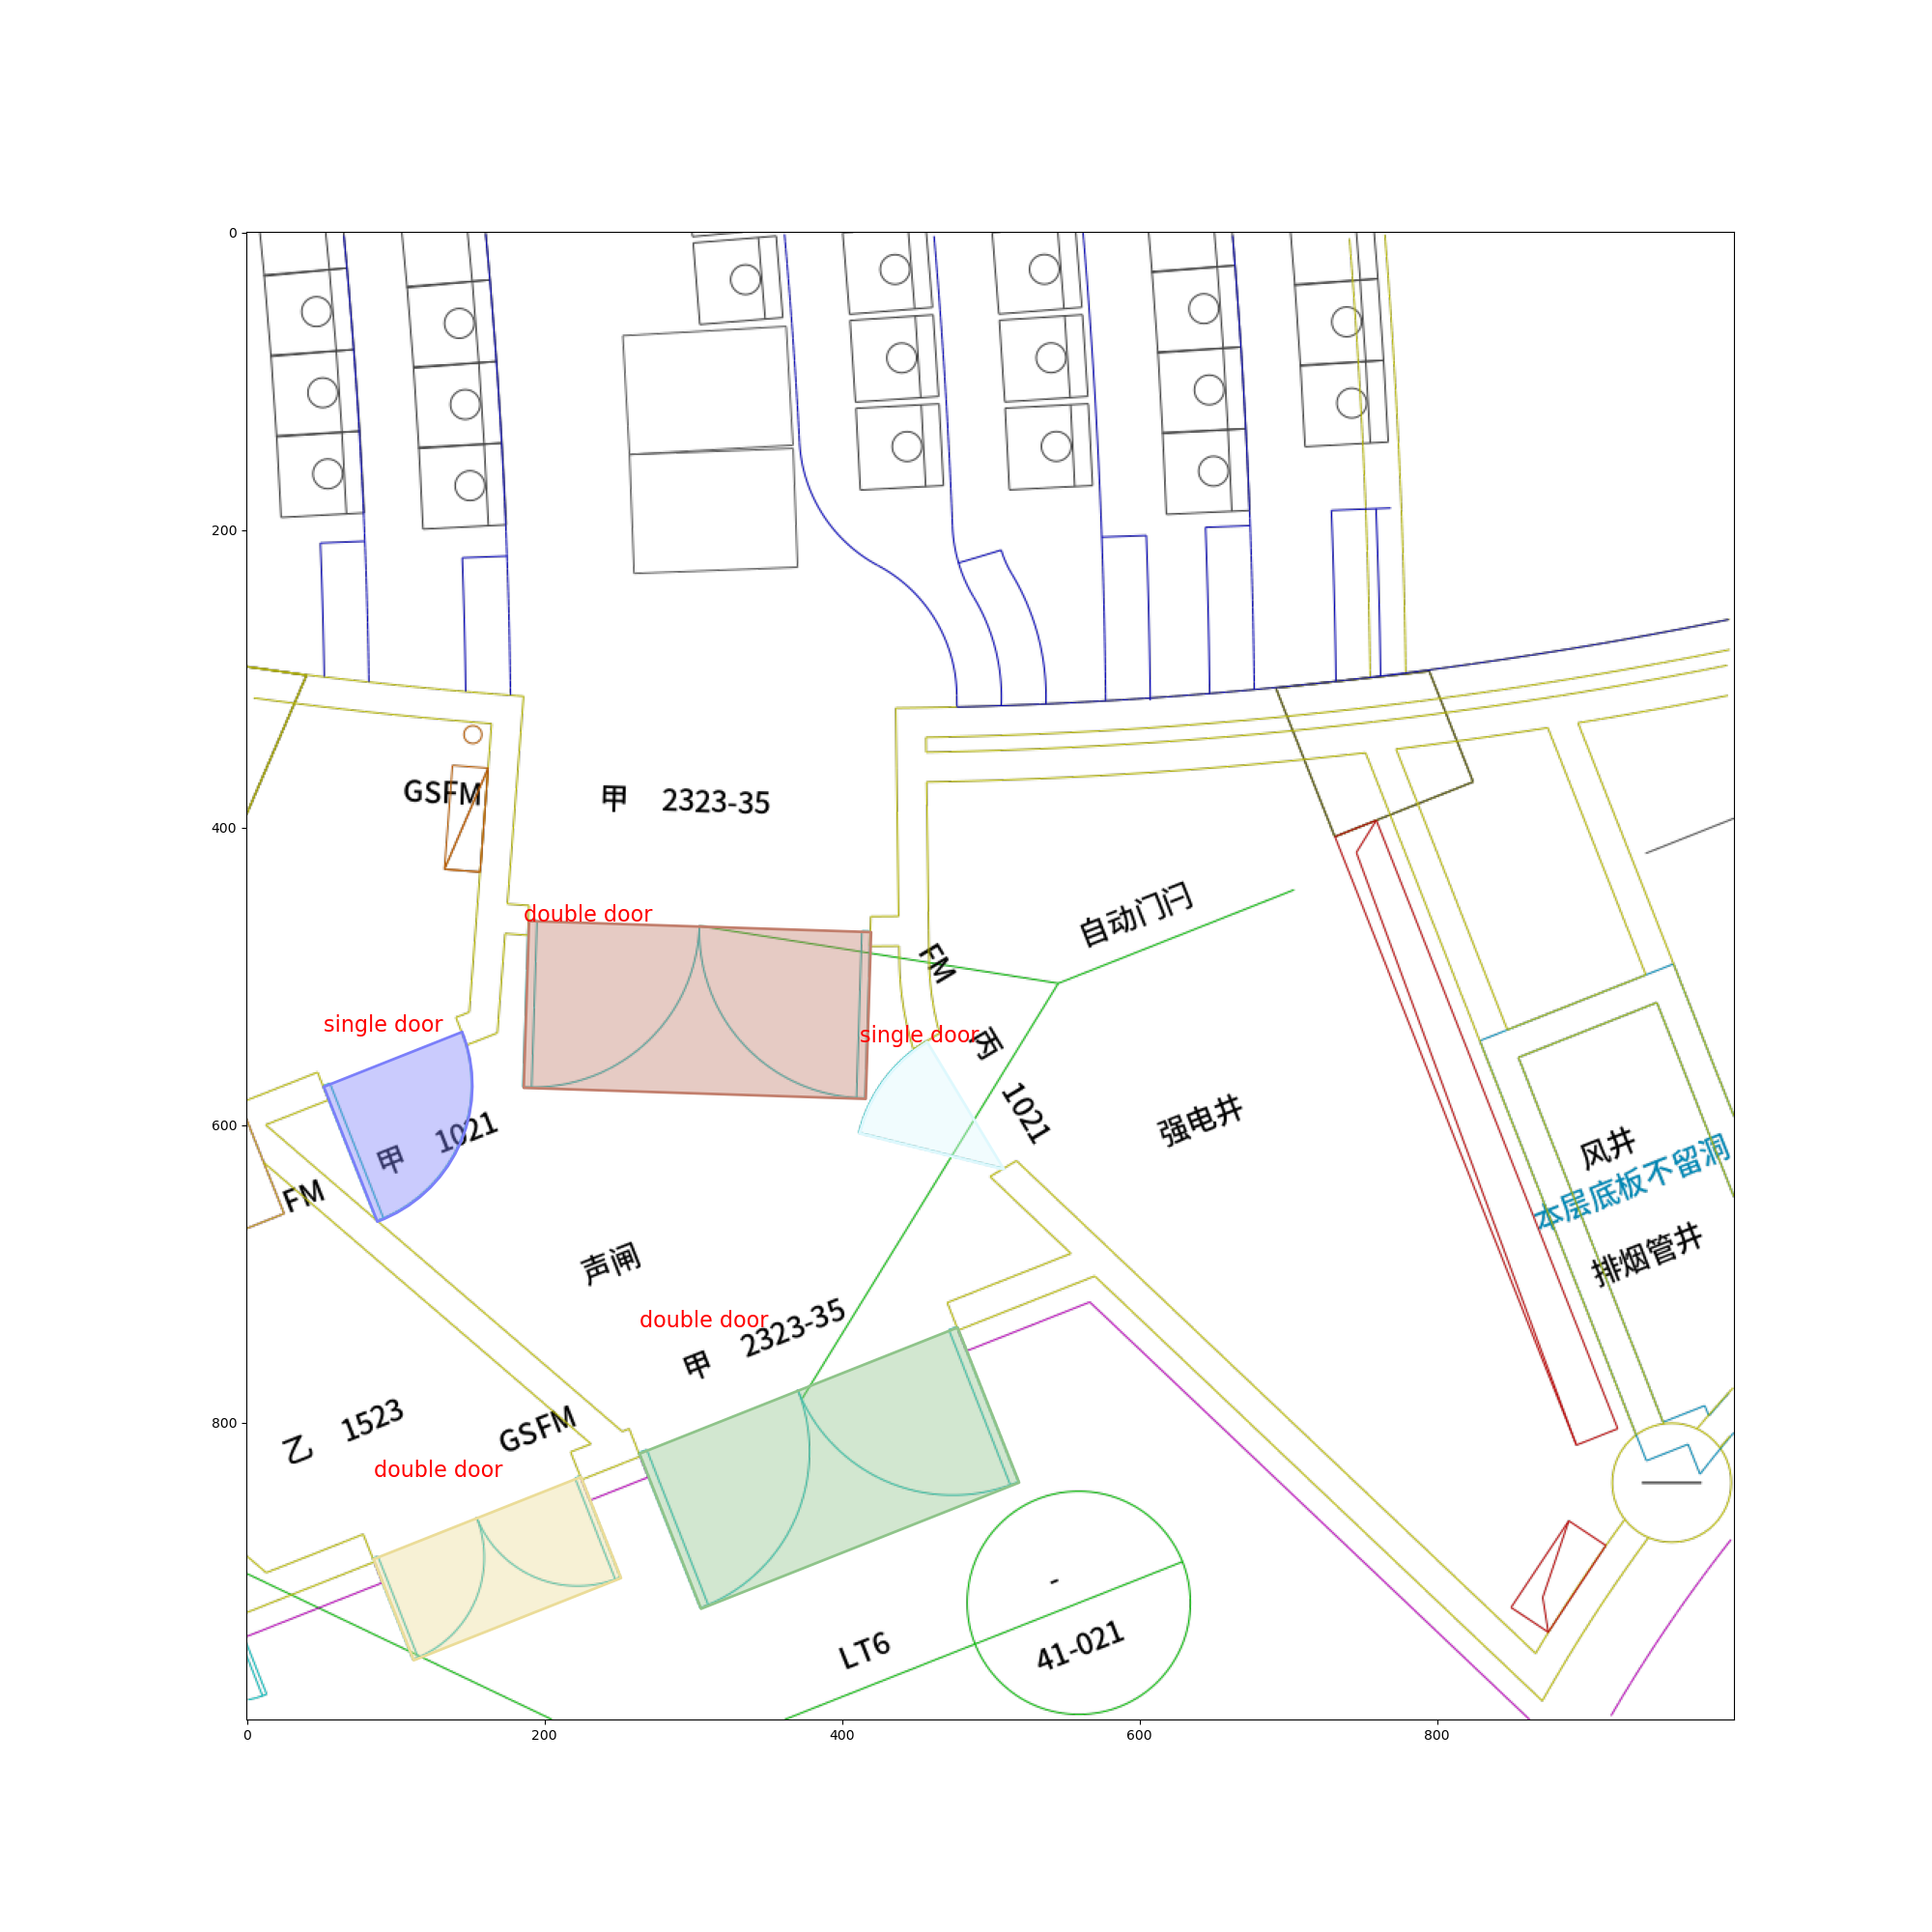 0
200
400
600
800
0
200
400
600
800
GSFM
甲 2323-35
double door
自动门闩
FM 丙 1021
single door
single door
强电井
甲 1021
FM
风井
本层底板不留洞
排烟管井
声闸
double door
甲 2323-35
乙 1523
GSFM
double door
-
41-021
LT6